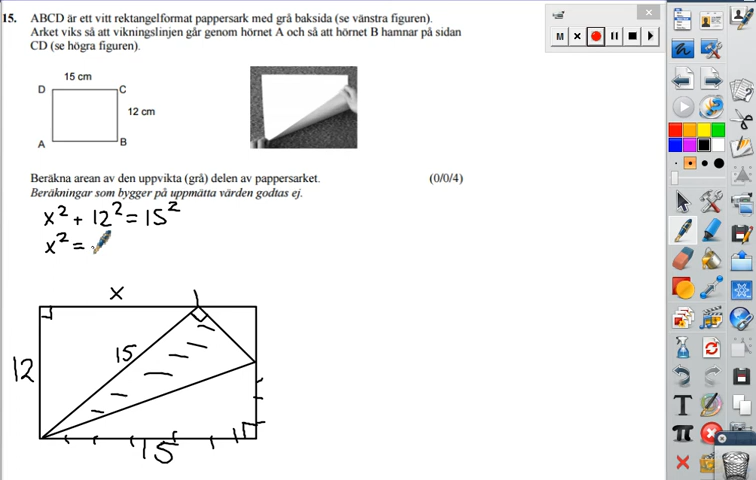 15. ABCD är ett vitt rektangelformat pappersark med grå baksida (se vänstra figuren).
Arket viks så att vikningslinjen går genom hörnet A och så att hörnet B hamnar på sidan
CD (se högra figuren).
15 cm
D
C
12 cm
A
B
Beräkna arean av den uppvikta (grå) delen av pappersarket. (0/0/4)
Beräkningar som bygger på uppmätta värden godtas ej.
x² + 12² = 15²
x² =
x
15
12
15
M
T
π